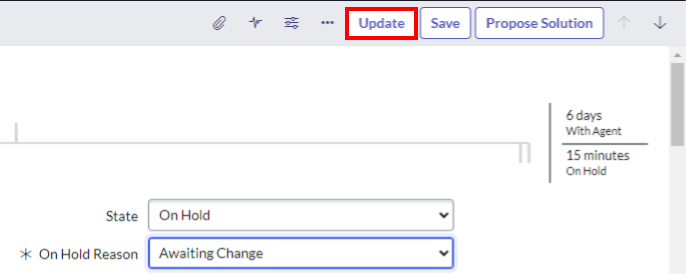 Update Save Propose Solution
6 days
With Agent
15 minutes
On Hold
State On Hold
On Hold Reason Awaiting Change